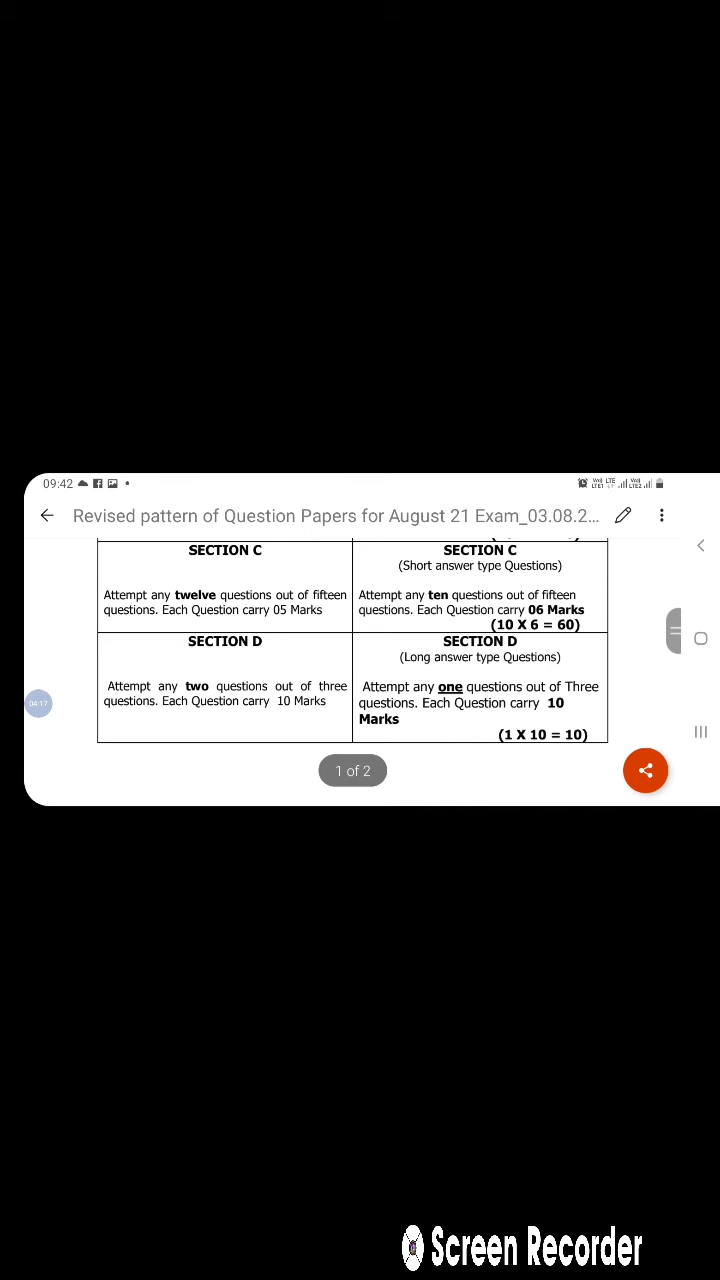 09:42
Revised pattern of Question Papers for August 21 Exam_03.08.2...
SECTION C
Attempt any twelve questions out of fifteen
questions. Each Question carry 05 Marks
SECTION C
(Short answer type Questions)
Attempt any ten questions out of fifteen
questions. Each Question carry 06 Marks
(10 X 6 = 60)
SECTION D
Attempt any two questions out of three
questions. Each Question carry 10 Marks
SECTION D
(Long answer type Questions)
Attempt any one questions out of Three
questions. Each Question carry 10
Marks
(1 X 10 = 10)
04:17
1 of 2
Screen Recorder